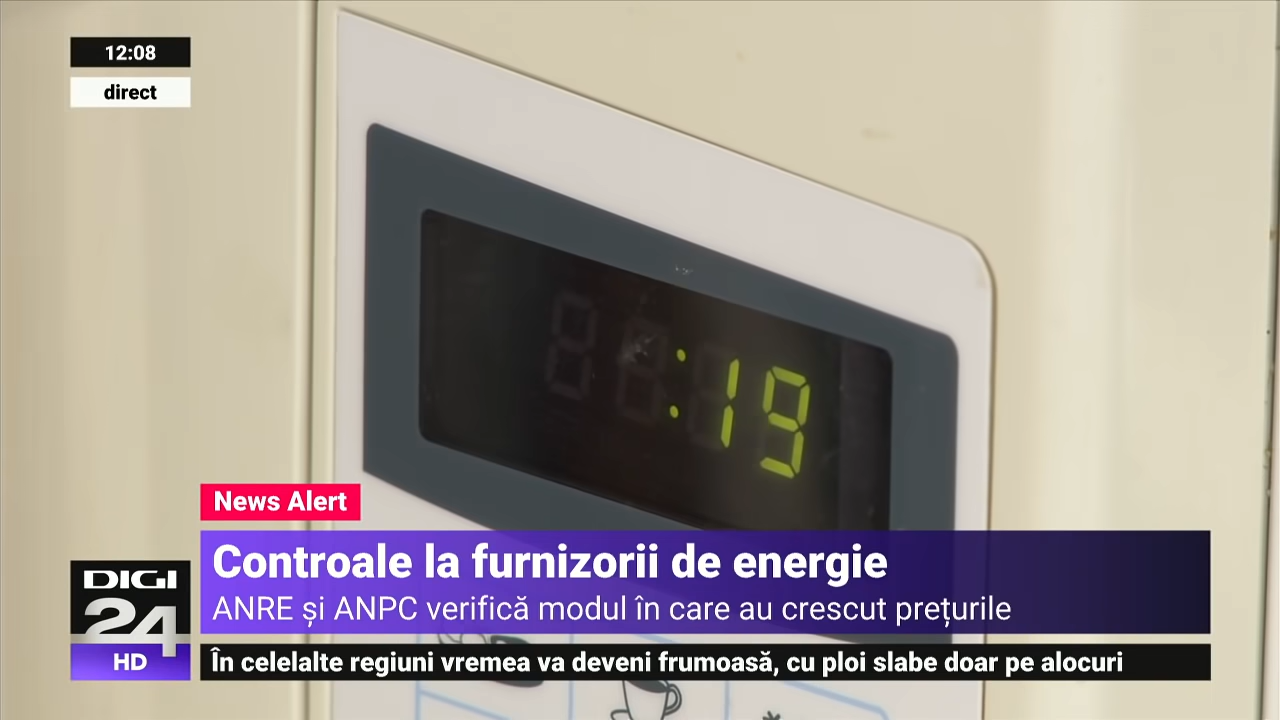 12:08
direct
:19
News Alert
Controale la furnizorii de energie
ANRE și ANPC verifică modul în care au crescut prețurile
DIGI
24
HD
În celelalte regiuni vremea va deveni frumoasă, cu ploi slabe doar pe alocuri